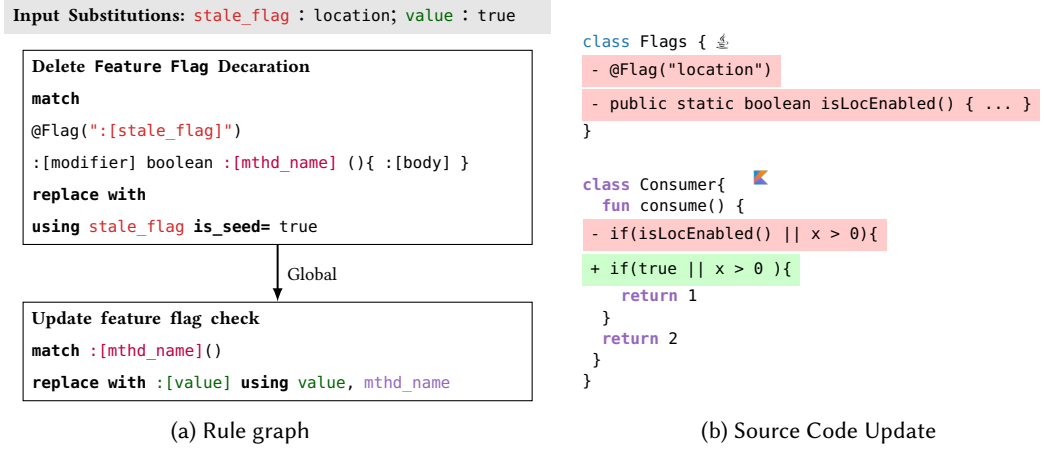 Input Substitutions: stale_flag : location; value : true
Delete Feature Flag Decaration
match
@Flag(":[stale_flag]")
:[modifier] boolean :[mthd_name] (){ :[body] }
replace with
using stale_flag is_seed= true
Global
Update feature flag check
match :[mthd_name]()
replace with :[value] using value, mthd_name
(a) Rule graph
class Flags {
- @Flag("location")
- public static boolean isLocEnabled() { ... }
}
class Consumer{
fun consume() {
- if(isLocEnabled() || x > 0){
+ if(true || x > 0 ){
return 1
}
return 2
}
}
(b) Source Code Update